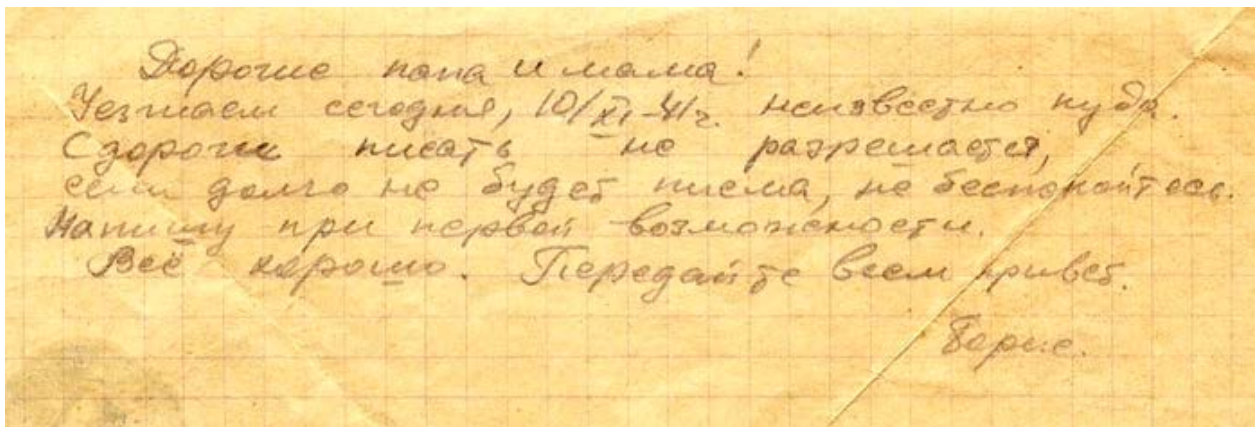 Дорогие папа и мама!
Уезжаем сегодня, 10/XI-41г. неизвестно куда.
С дороги писать не разрешается,
если долго не будет писма, не беспокойтесь.
Напишу при первой возможности.
Всё хорошо. Передайте всем привет.
Борис.